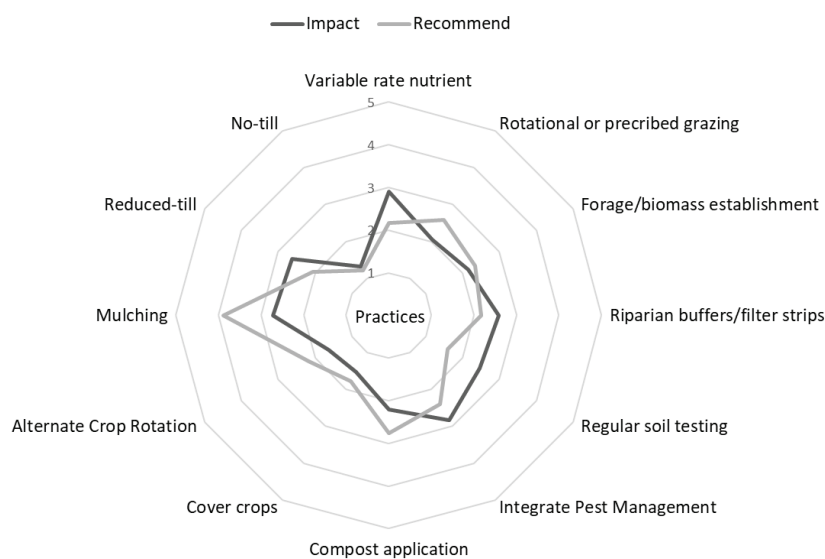 Impact
Recommend
Variable rate nutrient
Rotational or precribed grazing
Forage/biomass establishment
Riparian buffers/filter strips
Regular soil testing
Integrate Pest Management
Compost application
Cover crops
Alternate Crop Rotation
Mulching
Reduced-till
No-till
5
4
3
2
1
Practices